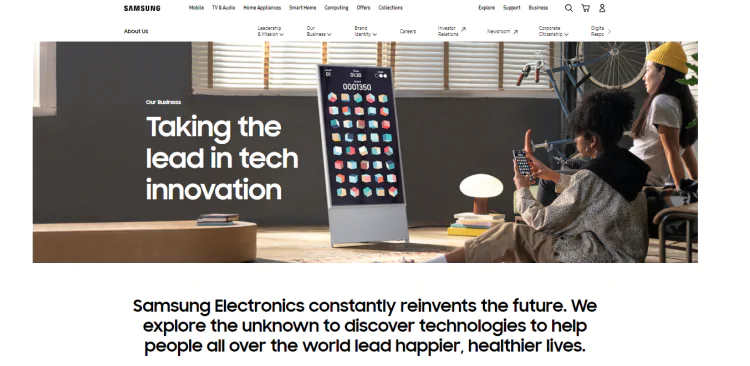 SAMSUNG
Mobile TV & Audio Home Appliances Smart Home Computing Offers Collections
Explore Support Business
About Us
Leadership
& Mission
Our
Business
Brand
Identity
Careers
Investor
Relations
Newsroom
Corporate
Citizenship
Digita
Our Business
Taking the
lead in tech
innovation
01
01:30
0001350
Samsung Electronics constantly reinvents the future. We
explore the unknown to discover technologies to help
people all over the world lead happier, healthier lives.